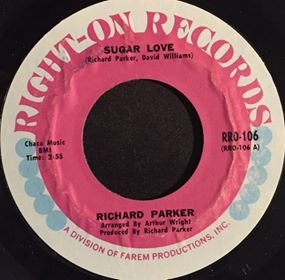 RIGHT-ON RECORDS
SUGAR LOVE
(Richard Parker, David Williams)
Chaca Music
BMI
Time: 2:55
RRO-106
(RRO-106 A)
RICHARD PARKER
Arranged By Arthur Wright
Produced By Richard Parker
A DIVISION OF FAREM PRODUCTIONS, INC.